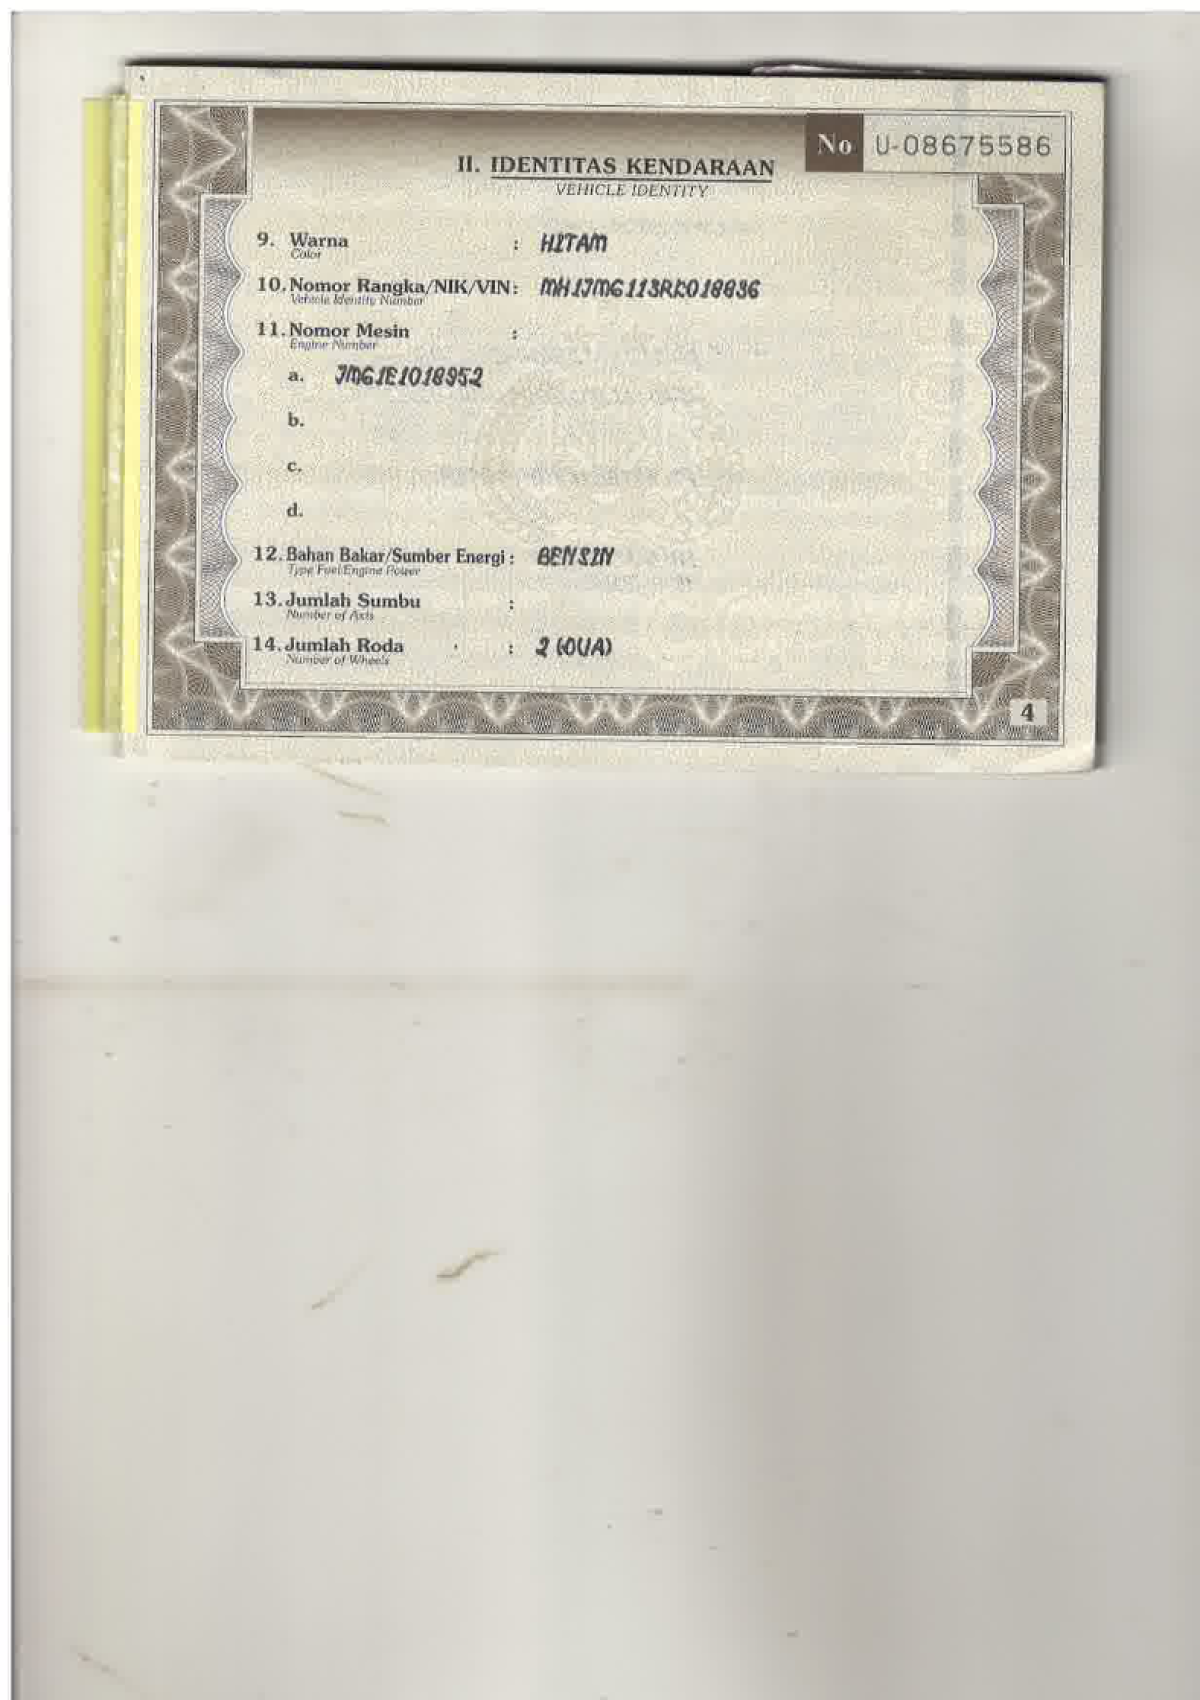 No U-08675586
II. IDENTITAS KENDARAAN
VEHICLE IDENTITY
9. Warna : HITAM
Color
10. Nomor Rangka/NIK/VIN : MH1JMG113RK018836
Vehicle Identity Number
11. Nomor Mesin :
Engine Number
a. JMG1E1018952
b.
c.
d.
12. Bahan Bakar/Sumber Energi : BENSIN
Type Fuel/Engine Power
13. Jumlah Sumbu :
Number of Axis
14. Jumlah Roda : 2 (DUA)
Number of Wheels
4